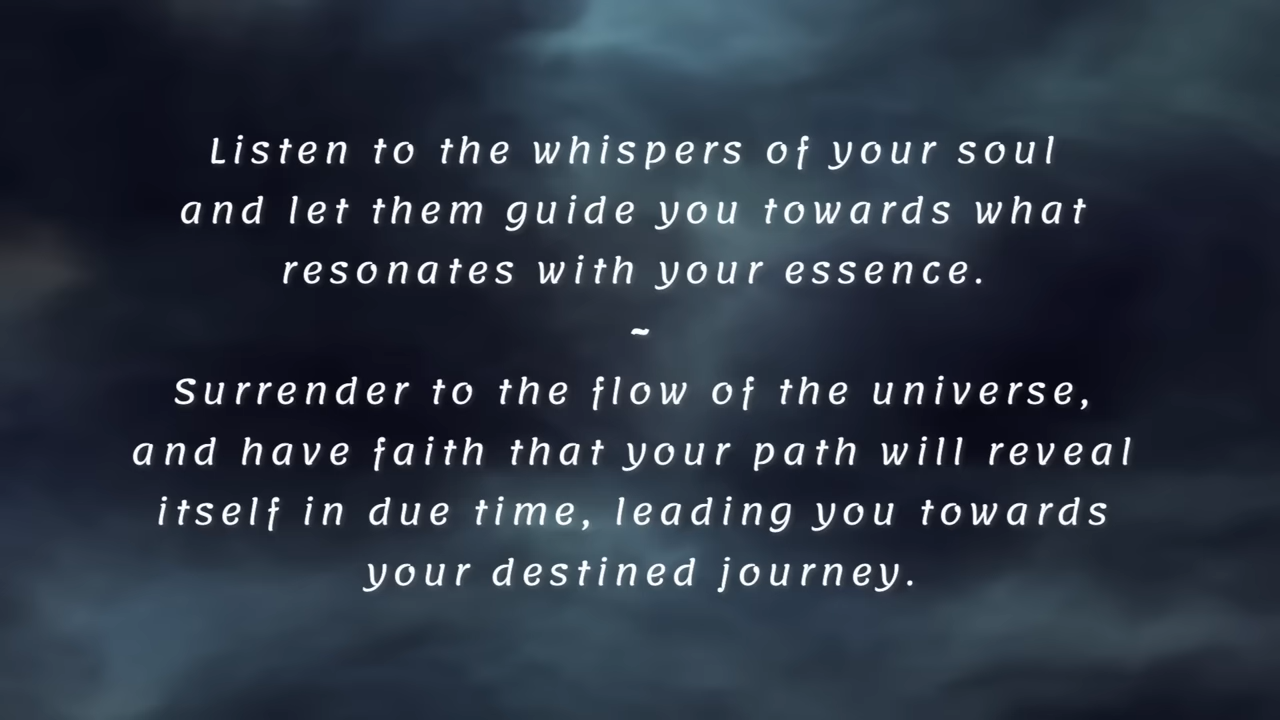 Listen to the whispers of your soul
and let them guide you towards what
resonates with your essence.
~
Surrender to the flow of the universe,
and have faith that your path will reveal
itself in due time, leading you towards
your destined journey.